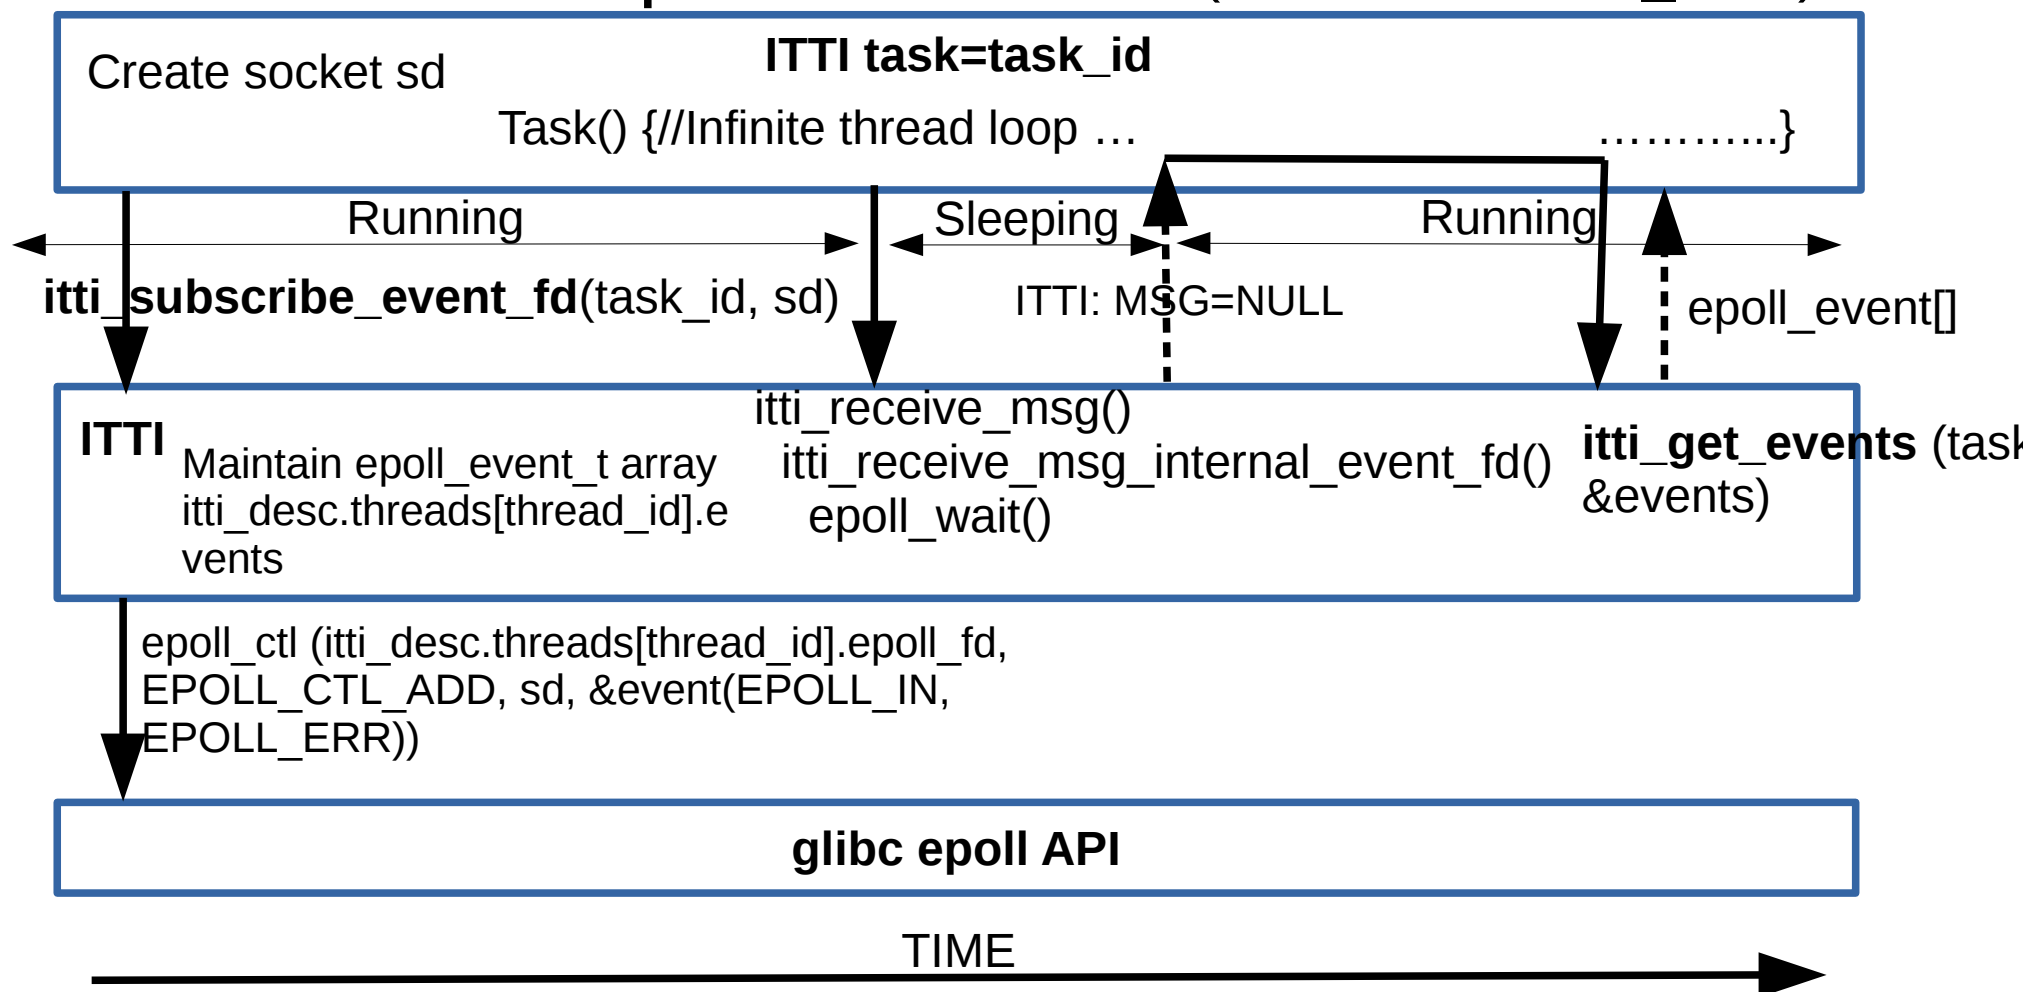 ITTI task=task_id
Create socket sd
Task() {//Infinite thread loop … ………...}
Running
Sleeping
Running
itti_subscribe_event_fd(task_id, sd)
ITTI: MSG=NULL
epoll_event[]
ITTI
Maintain epoll_event_t array
itti_desc.threads[thread_id].e
vents
itti_receive_msg()
itti_receive_msg_internal_event_fd()
epoll_wait()
itti_get_events (task
&events)
epoll_ctl (itti_desc.threads[thread_id].epoll_fd,
EPOLL_CTL_ADD, sd, &event(EPOLL_IN,
EPOLL_ERR))
glibc epoll API
TIME